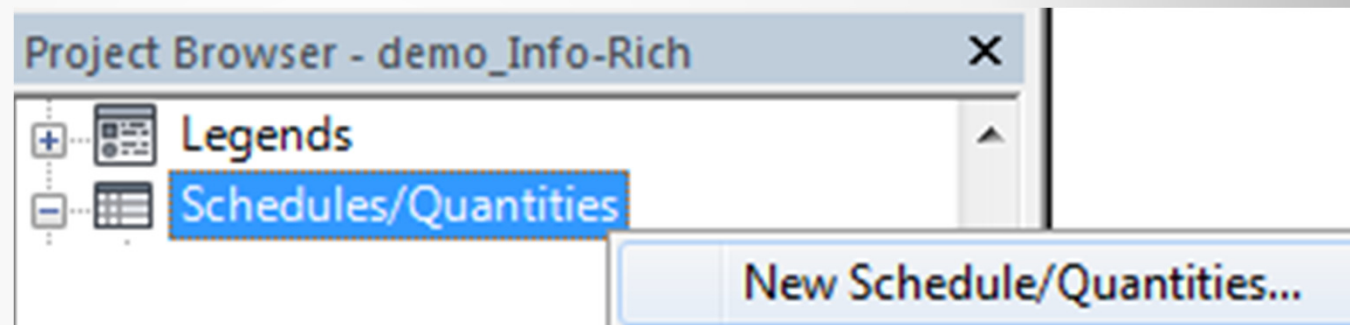 Project Browser - demo_Info-Rich
Legends
Schedules/Quantities
New Schedule/Quantities...